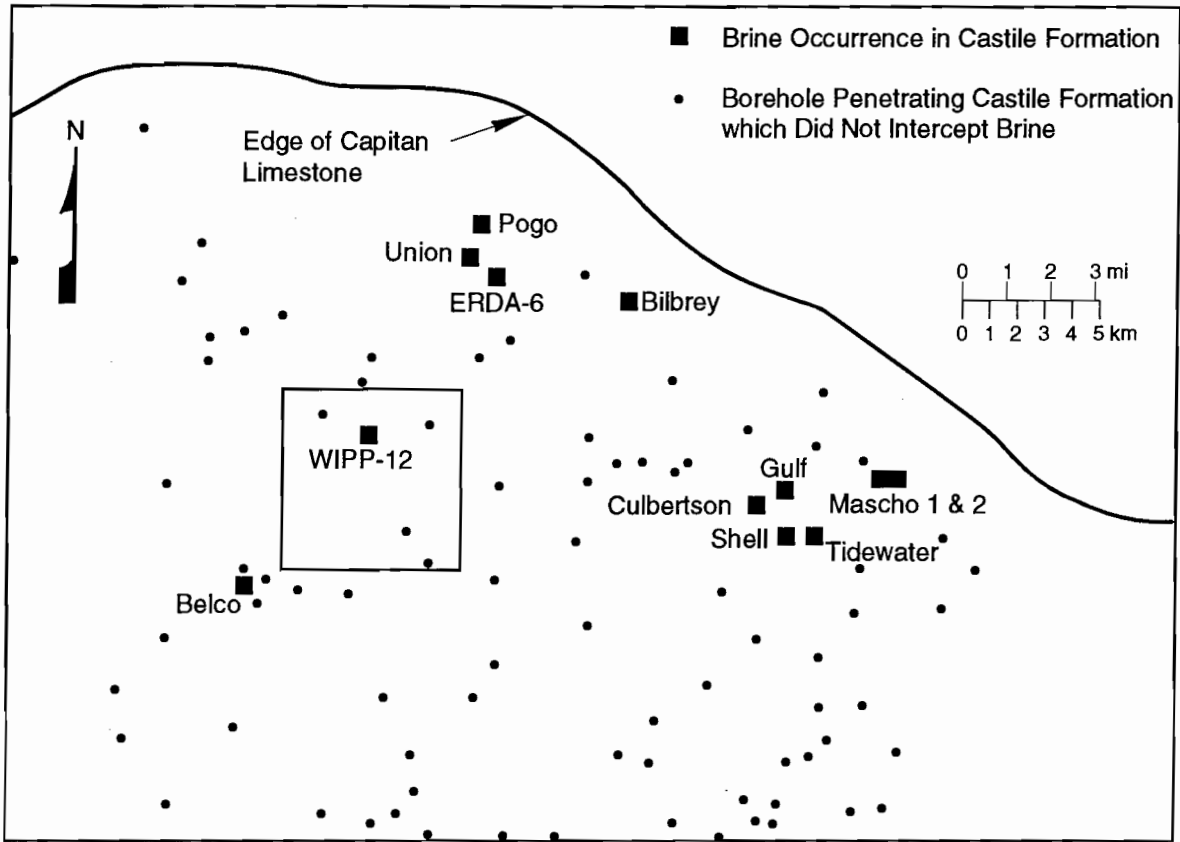 Brine Occurrence in Castile Formation
Borehole Penetrating Castile Formation
which Did Not Intercept Brine
N
Edge of Capitan
Limestone
Pogo
Union
ERDA-6
Bilbrey
0 1 2 3 mi
0 1 2 3 4 5 km
WIPP-12
Gulf
Culbertson
Mascho 1 & 2
Shell
Tidewater
Belco